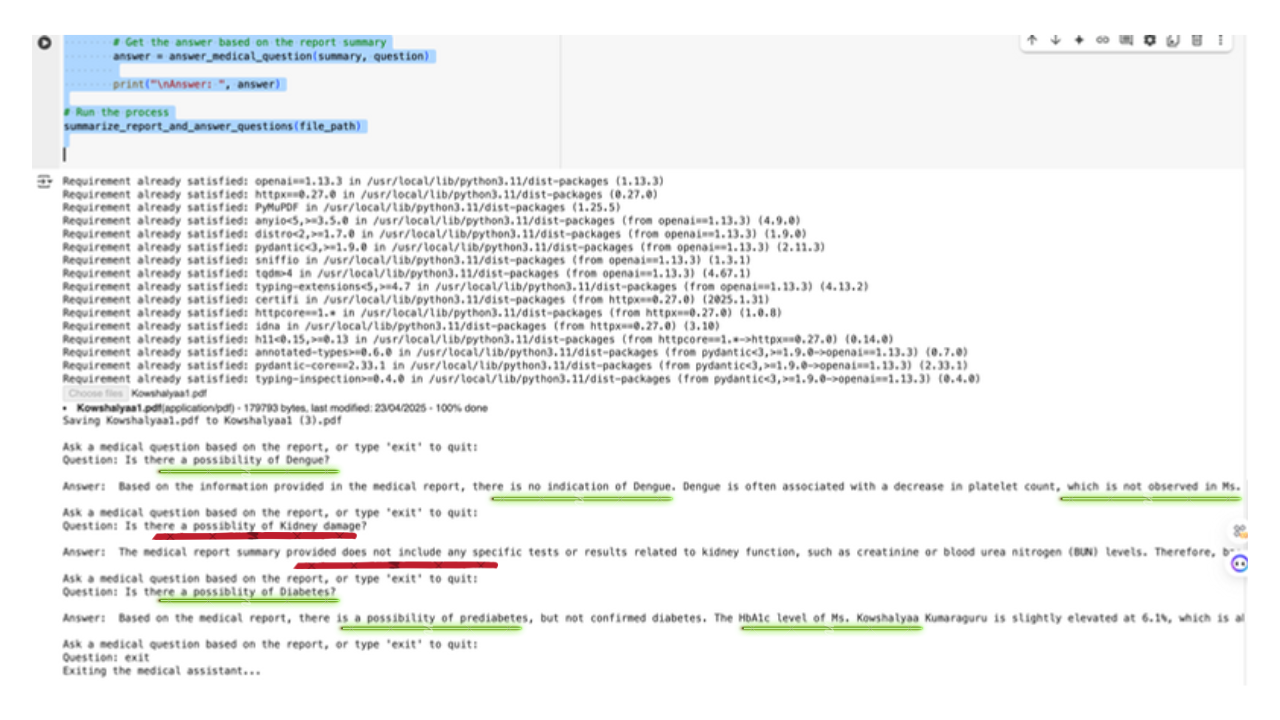 # Get the answer based on the report summary
answer = answer_medical_question(summary, question)
print("\nAnswer: ", answer)
# Run the process
summarize_report_and_answer_questions(file_path)
Requirement already satisfied: openai==1.13.3 in /usr/local/lib/python3.11/dist-packages (1.13.3)
Requirement already satisfied: httpx==0.27.0 in /usr/local/lib/python3.11/dist-packages (0.27.0)
Requirement already satisfied: PyMuPDF in /usr/local/lib/python3.11/dist-packages (1.25.5)
Requirement already satisfied: anyio<5,>=3.5.0 in /usr/local/lib/python3.11/dist-packages (from openai==1.13.3) (4.9.0)
Requirement already satisfied: distro<2,>=1.7.0 in /usr/local/lib/python3.11/dist-packages (from openai==1.13.3) (1.9.0)
Requirement already satisfied: pydantic<3,>=1.9.0 in /usr/local/lib/python3.11/dist-packages (from openai==1.13.3) (2.11.3)
Requirement already satisfied: sniffio in /usr/local/lib/python3.11/dist-packages (from openai==1.13.3) (1.3.1)
Requirement already satisfied: tqdm>4 in /usr/local/lib/python3.11/dist-packages (from openai==1.13.3) (4.67.1)
Requirement already satisfied: typing-extensions<5,>=4.7 in /usr/local/lib/python3.11/dist-packages (from openai==1.13.3) (4.13.2)
Requirement already satisfied: certifi in /usr/local/lib/python3.11/dist-packages (from httpx==0.27.0) (2025.1.31)
Requirement already satisfied: httpcore==1.* in /usr/local/lib/python3.11/dist-packages (from httpx==0.27.0) (1.0.8)
Requirement already satisfied: idna in /usr/local/lib/python3.11/dist-packages (from httpx==0.27.0) (3.10)
Requirement already satisfied: h11<0.15,>=0.13 in /usr/local/lib/python3.11/dist-packages (from httpcore==1.*->httpx==0.27.0) (0.14.0)
Requirement already satisfied: annotated-types>=0.6.0 in /usr/local/lib/python3.11/dist-packages (from pydantic<3,>=1.9.0->openai==1.13.3) (0.7.0)
Requirement already satisfied: pydantic-core==2.33.1 in /usr/local/lib/python3.11/dist-packages (from pydantic<3,>=1.9.0->openai==1.13.3) (2.33.1)
Requirement already satisfied: typing-inspection>=0.4.0 in /usr/local/lib/python3.11/dist-packages (from pydantic<3,>=1.9.0->openai==1.13.3) (0.4.0)
Choose files Kowshalyaa1.pdf
• Kowshalyaa1.pdf(application/pdf) - 179793 bytes, last modified: 23/04/2025 - 100% done
Saving Kowshalyaa1.pdf to Kowshalyaa1 (3).pdf
Ask a medical question based on the report, or type 'exit' to quit:
Question: Is there a possibility of Dengue?
Answer: Based on the information provided in the medical report, there is no indication of Dengue. Dengue is often associated with a decrease in platelet count, which is not observed in Ms.
Ask a medical question based on the report, or type 'exit' to quit:
Question: Is there a possiblity of Kidney damage?
Answer: The medical report summary provided does not include any specific tests or results related to kidney function, such as creatinine or blood urea nitrogen (BUN) levels. Therefore,
Ask a medical question based on the report, or type 'exit' to quit:
Question: Is there a possiblity of Diabetes?
Answer: Based on the medical report, there is a possibility of prediabetes, but not confirmed diabetes. The HbA1c level of Ms. Kowshalyaa Kumaraguru is slightly elevated at 6.1%, which is
Ask a medical question based on the report, or type 'exit' to quit:
Question: exit
Exiting the medical assistant...